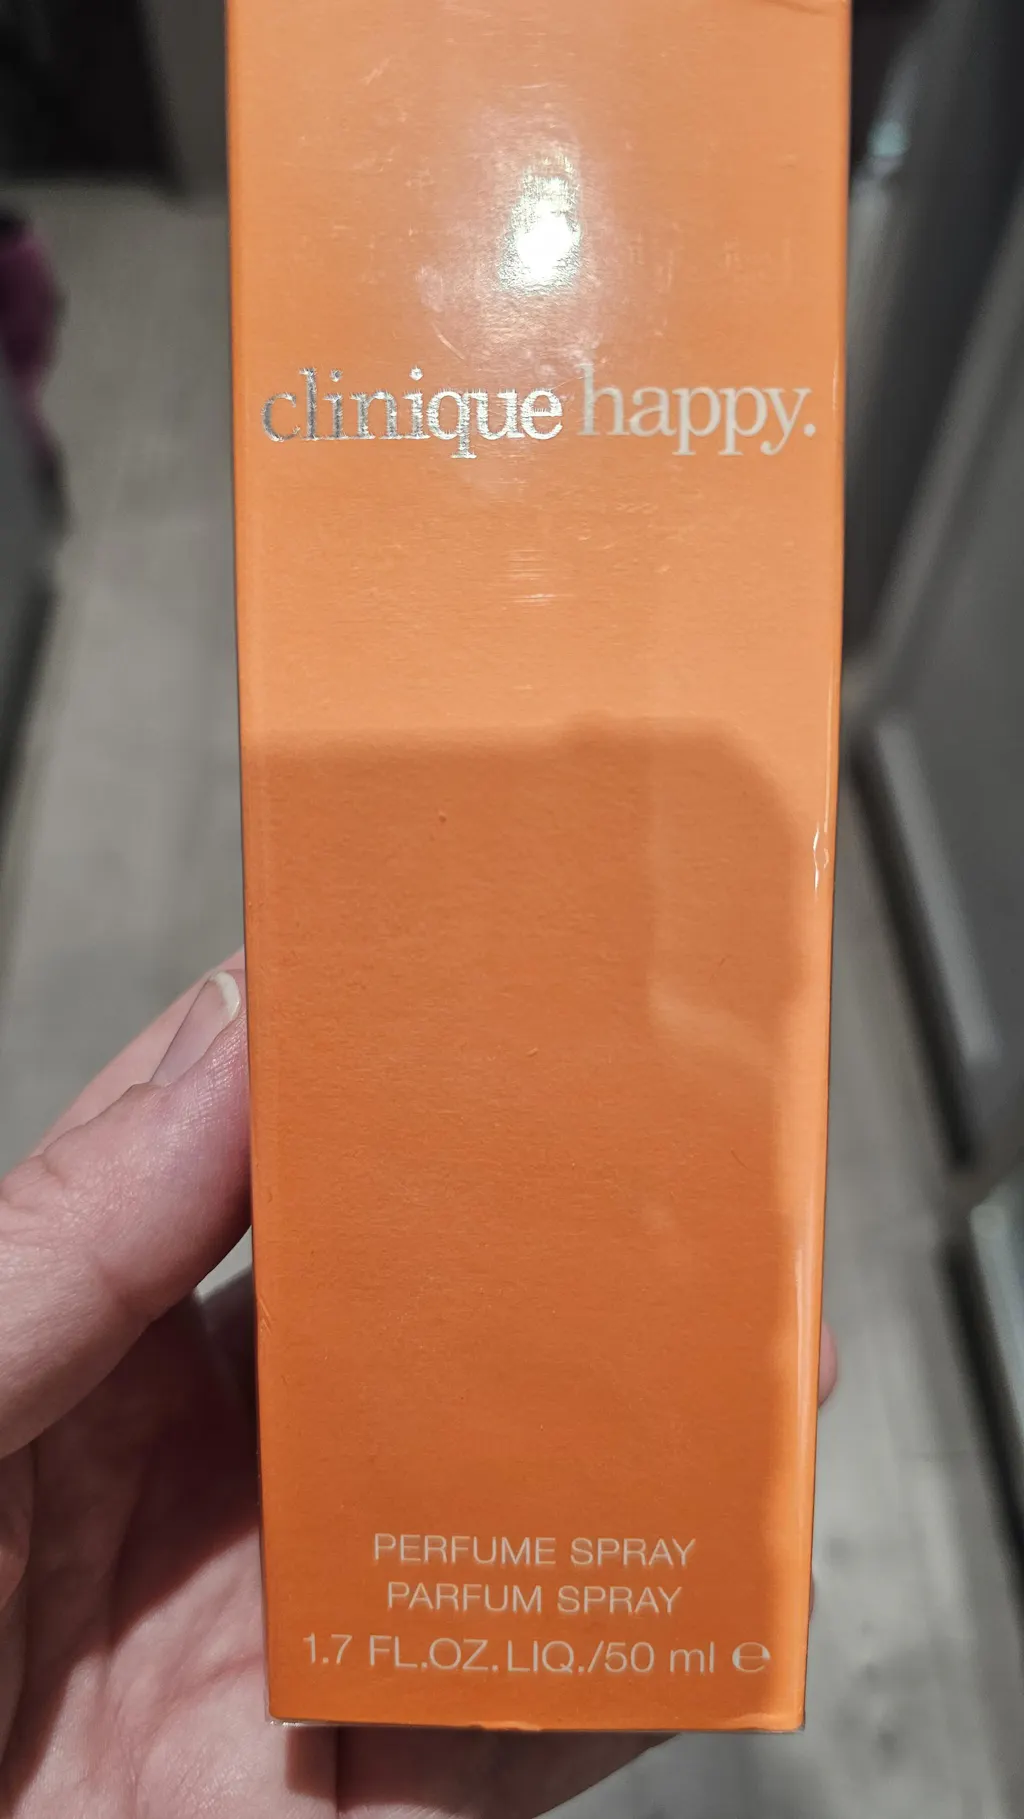 clinique happy.
PERFUME SPRAY
PARFUM SPRAY
1.7 FL.OZ.LIQ./50 ml ℮